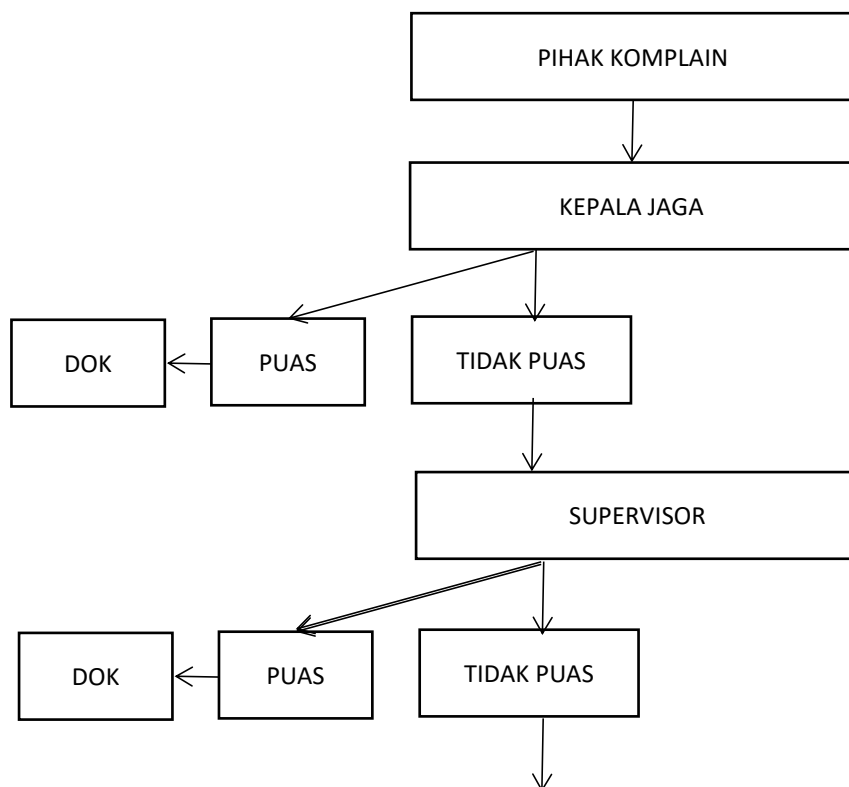 PIHAK KOMPLAIN
KEPALA JAGA
DOK
PUAS
TIDAK PUAS
SUPERVISOR
DOK
PUAS
TIDAK PUAS